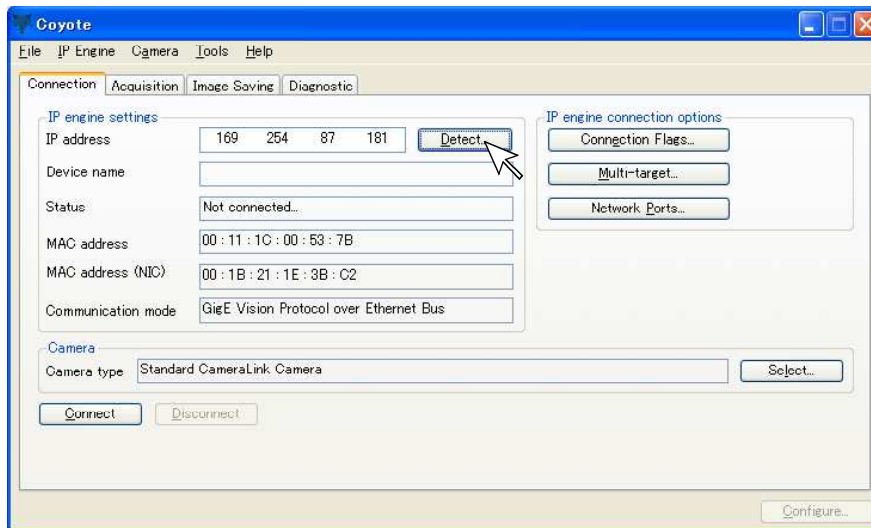 Coyote
File IP Engine Camera Tools Help
Connection Acquisition Image Saving Diagnostic
IP engine settings
IP address 169 254 87 181 Detect...
Device name
Status Not connected...
MAC address 00 : 11 : 1C : 00 : 53 : 7B
MAC address (NIC) 00 : 1B : 21 : 1E : 3B : C2
Communication mode GigE Vision Protocol over Ethernet Bus
IP engine connection options
Connection Flags...
Multi-target...
Network Ports...
Camera
Camera type Standard CameraLink Camera Select...
Connect Disconnect
Configure...